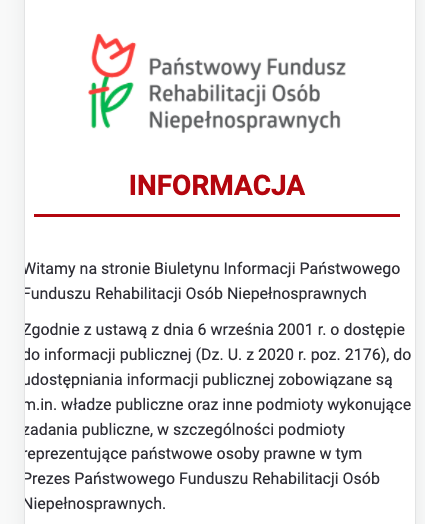 Państwowy Fundusz
Rehabilitacji Osób
Niepełnosprawnych
INFORMACJA
Witamy na stronie Biuletynu Informacji Państwowego
Funduszu Rehabilitacji Osób Niepełnosprawnych
Zgodnie z ustawą z dnia 6 września 2001 r. o dostępie
do informacji publicznej (Dz. U. z 2020 r. poz. 2176), do
udostępniania informacji publicznej zobowiązane są
m.in. władze publiczne oraz inne podmioty wykonujące
zadania publiczne, w szczególności podmioty
reprezentujące państwowe osoby prawne w tym
Prezes Państwowego Funduszu Rehabilitacji Osób
Niepełnosprawnych.